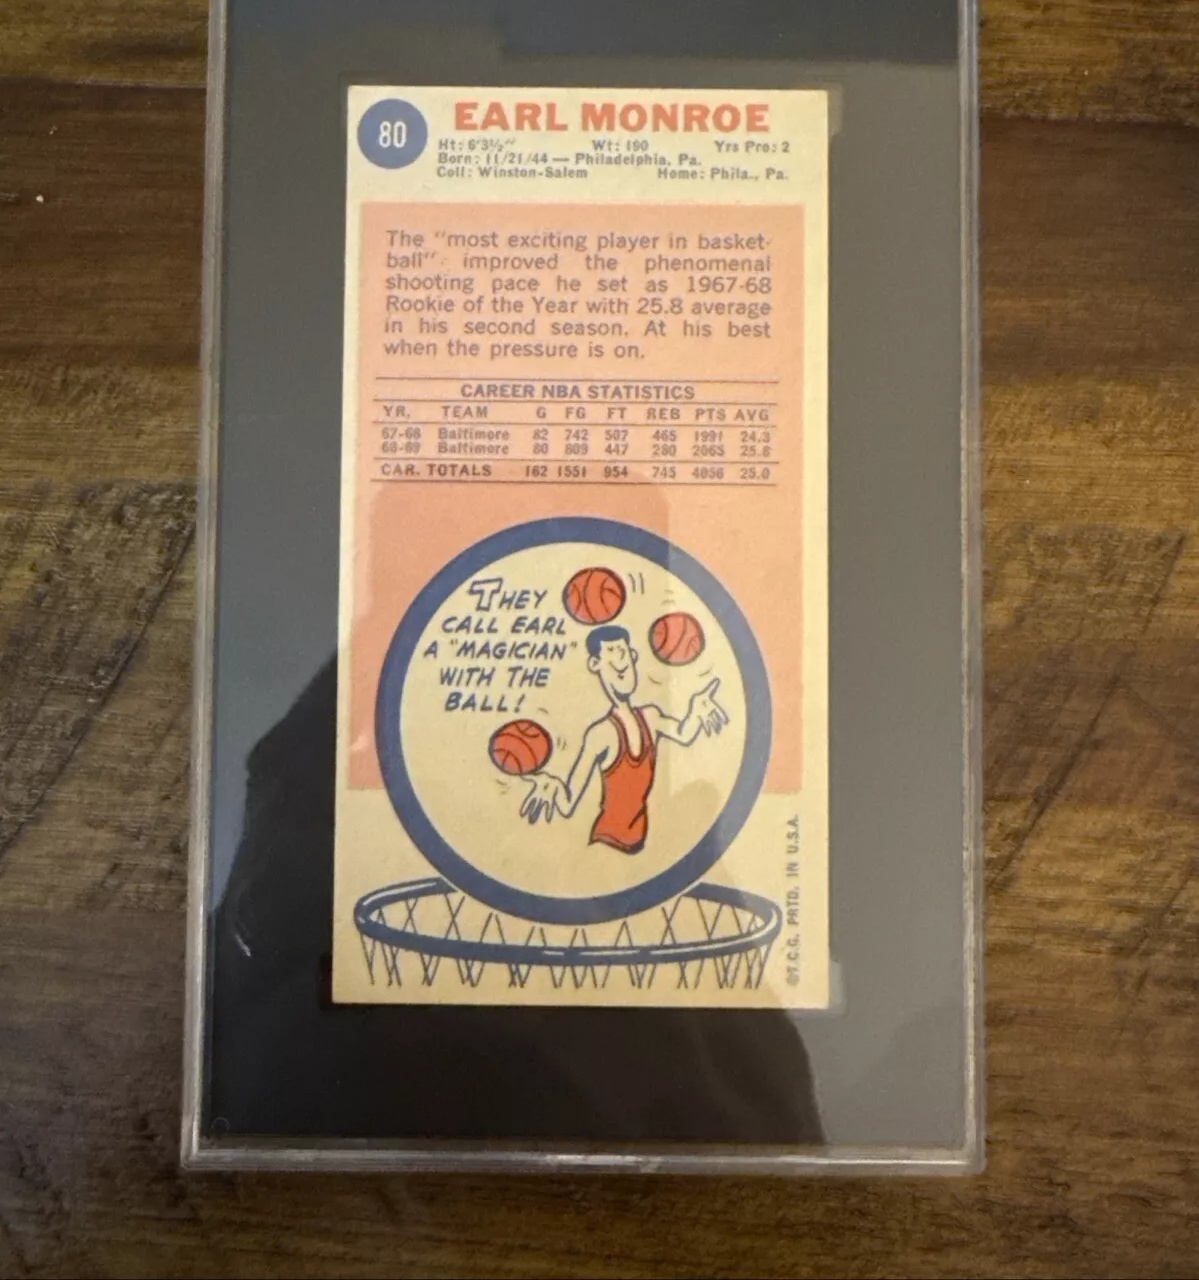 80
EARL MONROE
Ht: 6'3½" Wt: 190 Yrs Pro: 2
Born: 11/21/44 — Philadelphia, Pa.
Coll: Winston-Salem Home: Phila., Pa.
The "most exciting player in basket-
ball" improved the phenomenal
shooting pace he set as 1967-68
Rookie of the Year with 25.8 average
in his second season. At his best
when the pressure is on.
CAREER NBA STATISTICS
YR. TEAM G FG FT REB PTS AVG
67-68 Baltimore 82 742 507 465 1991 24.3
68-69 Baltimore 80 809 447 280 2065 25.8
CAR. TOTALS 162 1551 954 745 4056 25.0
THEY
CALL EARL
A "MAGICIAN"
WITH THE
BALL!
©T.C.G. PRTD. IN U.S.A.